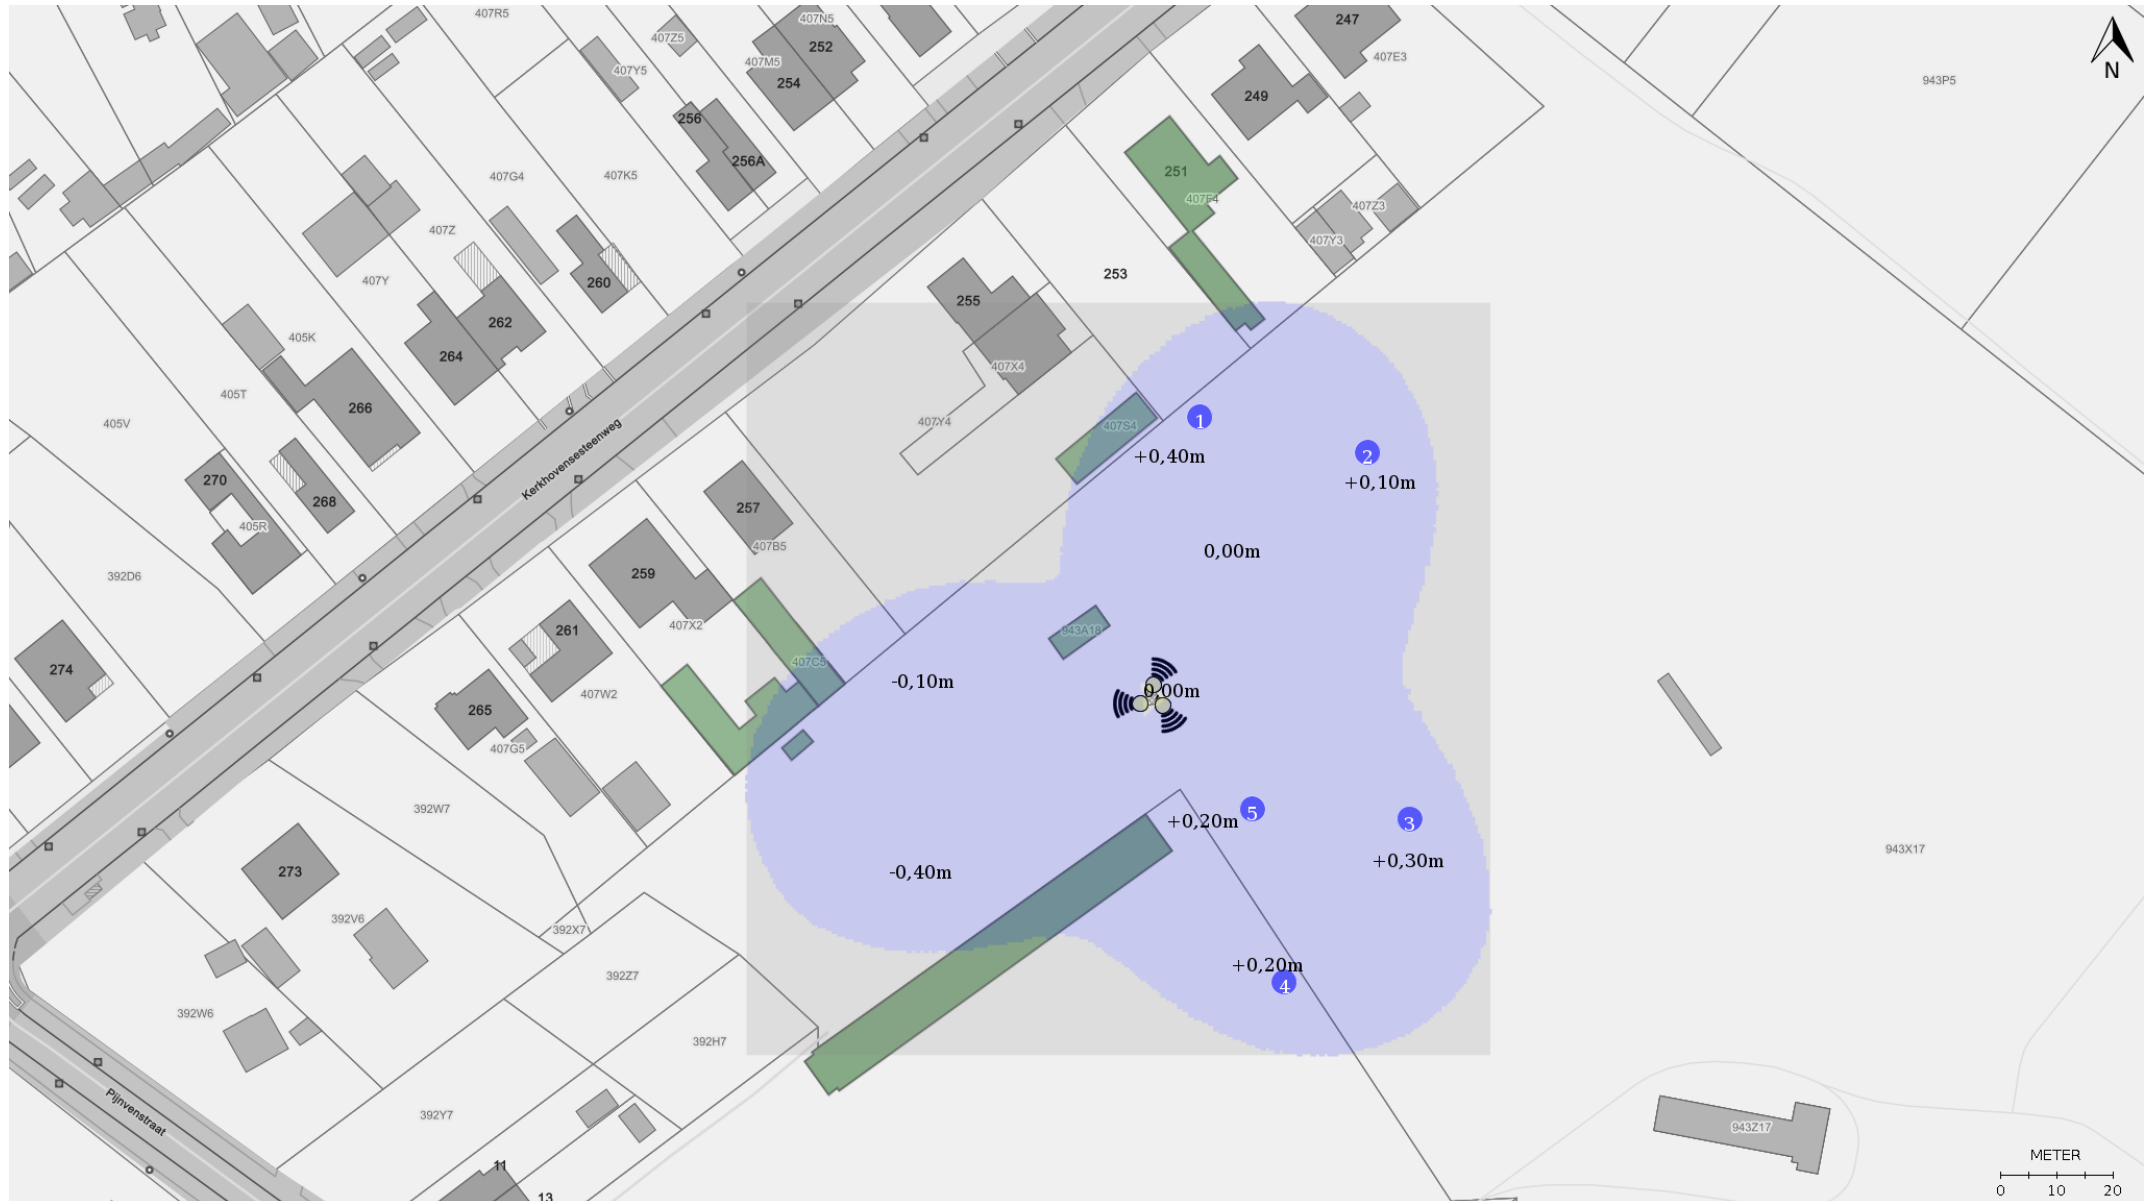 407R5
407N5
247
407Z5
252
407E3
N
407M5
407Y5
254
943P5
249
256
256A
251
407G4
407K5
407F4
407Z3
407Z
407Y3
253
407Y
260
255
262
405K
264
407X4
405T
266
405V
407Y4
407S4
1
Kerkhovensesteenweg
+0,40m
2
270
+0,10m
268
257
405R
407B5
0,00m
259
392D6
261
407X2
943A18
274
407C5
-0,10m
0,00m
407W2
265
407G5
392W7
5
+0,20m
3
943X17
+0,30m
273
-0,40m
392V6
392X7
+0,20m
392Z7
4
392W6
392H7
Pijnvenstraat
392Y7
943Z17
METER
11
0 10 20
13